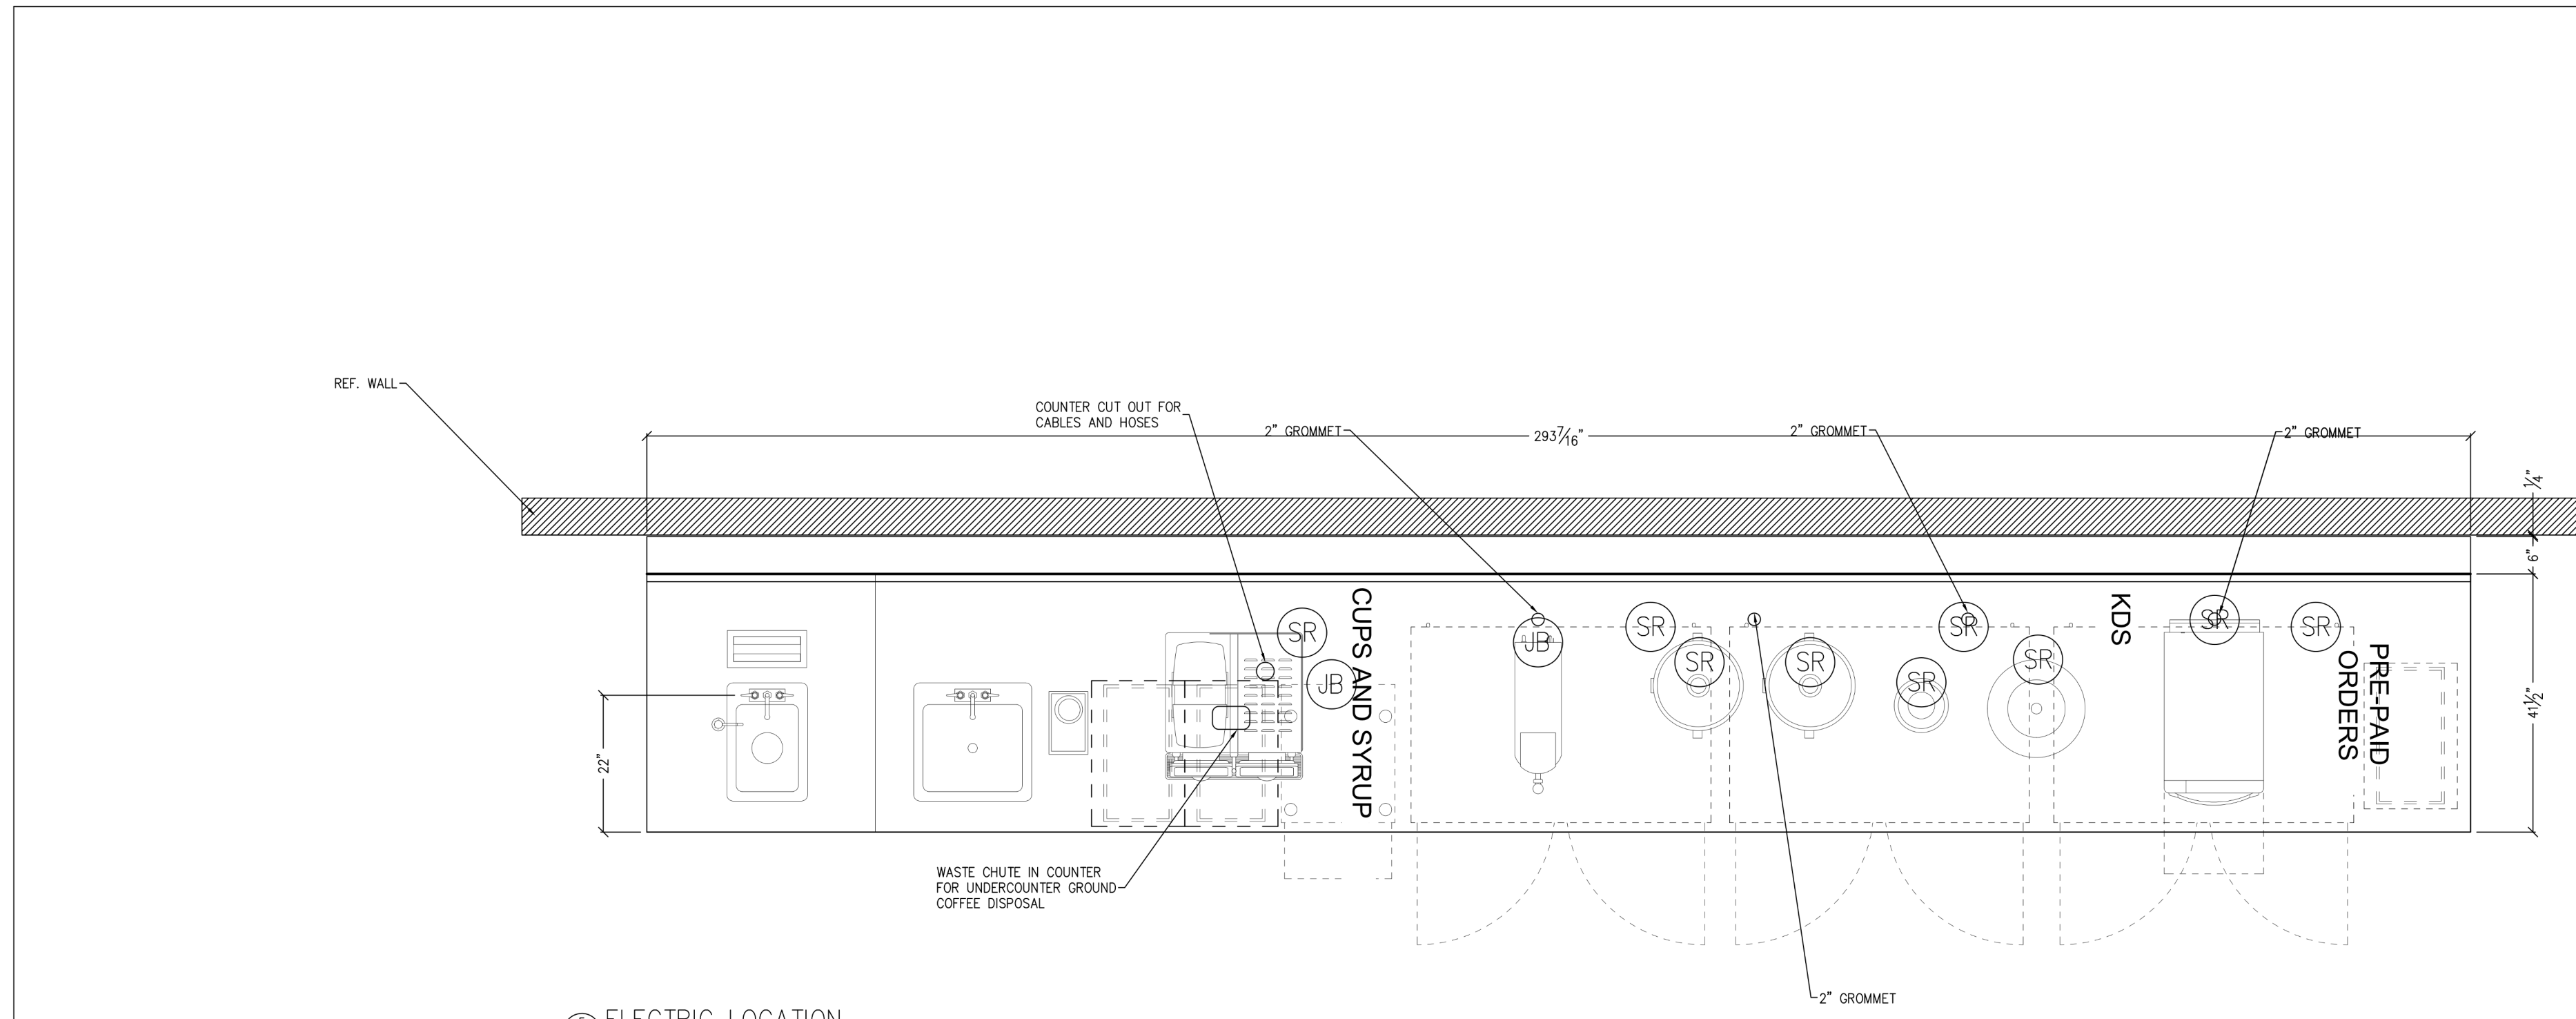 REF. WALL
COUNTER CUT OUT FOR
CABLES AND HOSES
2" GROMMET
293 7/16"
2" GROMMET
2" GROMMET
1/4"
6"
41 1/2"
22"
SR
JB
CUPS AND SYRUP
JB
SR
SR
SR
SR
SR
SR
KDS
SR
SR
PRE-PAID
ORDERS
WASTE CHUTE IN COUNTER
FOR UNDERCOUNTER GROUND
COFFEE DISPOSAL
2" GROMMET
ELECTRIC LOCATION